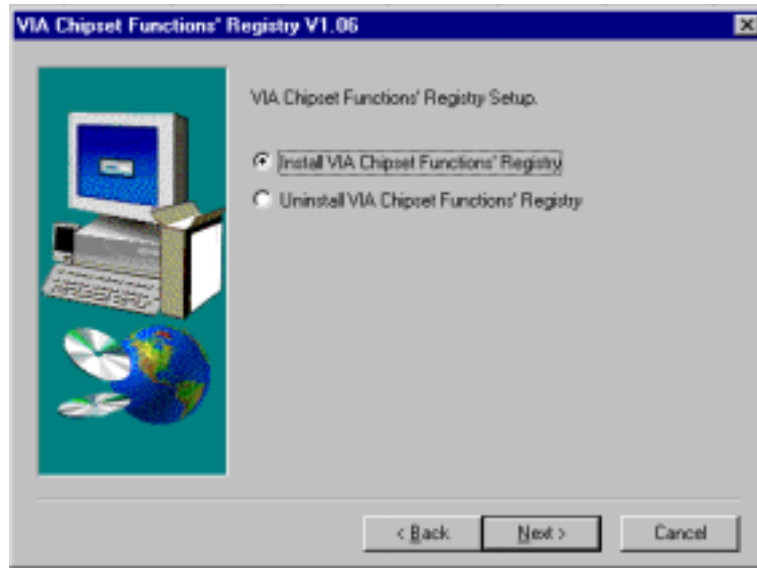 VIA Chipset Functions' Registry V1.06
VIA Chipset Functions' Registry Setup.
Install VIA Chipset Functions' Registry
Uninstall VIA Chipset Functions' Registry
< Back
Next >
Cancel